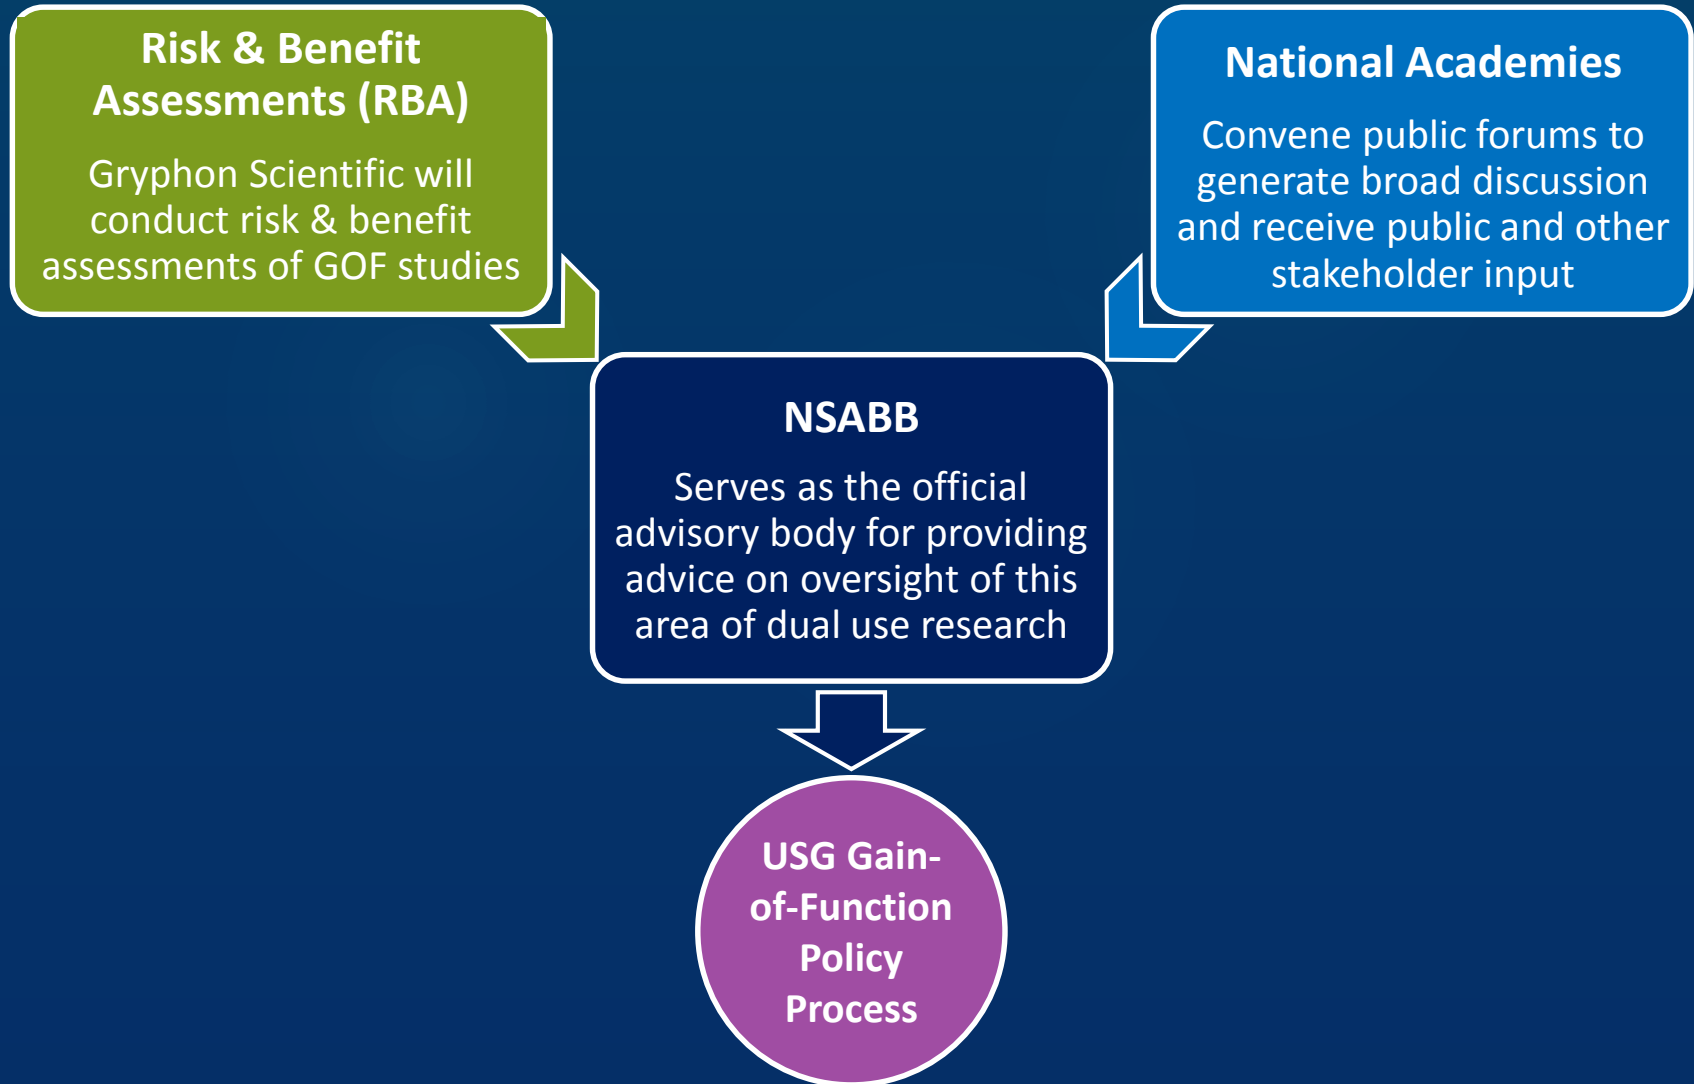 Risk & Benefit
Assessments (RBA)
Gryphon Scientific will
conduct risk & benefit
assessments of GOF studies
National Academies
Convene public forums to
generate broad discussion
and receive public and other
stakeholder input
NSABB
Serves as the official
advisory body for providing
advice on oversight of this
area of dual use research
USG Gain-
of-Function
Policy
Process